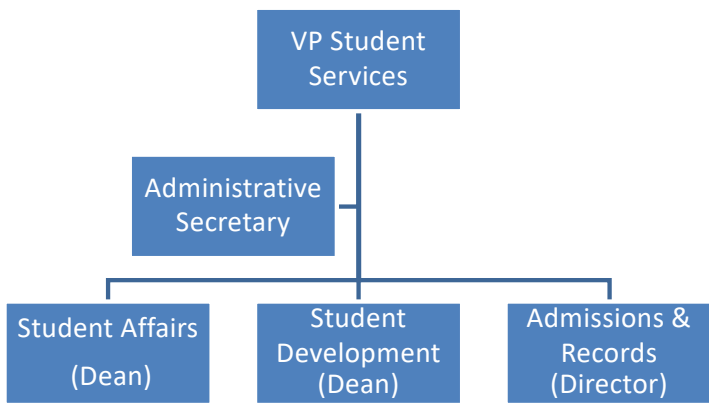 VP Student
Services
Administrative
Secretary
Student Affairs
(Dean)
Student
Development
(Dean)
Admissions &
Records
(Director)